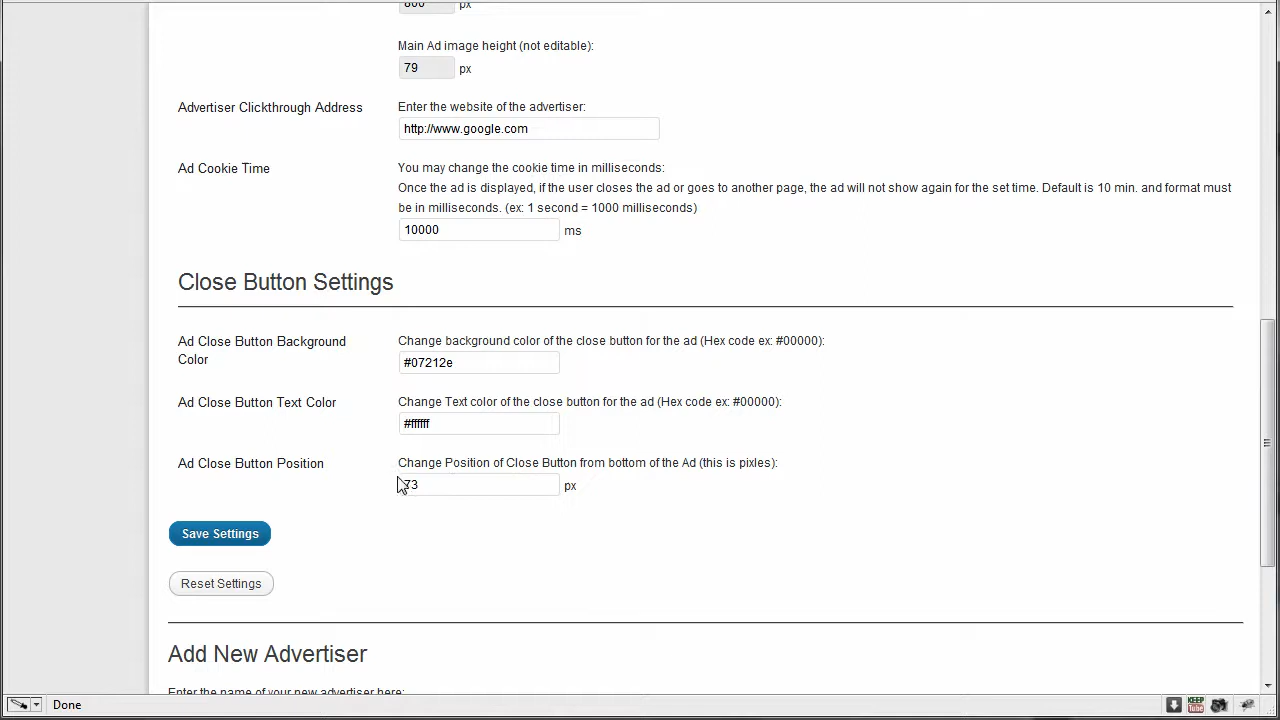 800 px
Main Ad image height (not editable):
79 px
Advertiser Clickthrough Address
Enter the website of the advertiser:
http://www.google.com
Ad Cookie Time
You may change the cookie time in milliseconds:
Once the ad is displayed, if the user closes the ad or goes to another page, the ad will not show again for the set time. Default is 10 min. and format must
be in milliseconds. (ex: 1 second = 1000 milliseconds)
10000 ms
Close Button Settings
Ad Close Button Background
Color
Change background color of the close button for the ad (Hex code ex: #00000):
#07212e
Ad Close Button Text Color
Change Text color of the close button for the ad (Hex code ex: #00000):
#ffffff
Ad Close Button Position
Change Position of Close Button from bottom of the Ad (this is pixles):
73 px
Save Settings
Reset Settings
Add New Advertiser
Enter the name of your new advertiser here:
Done
KEEP
Tube